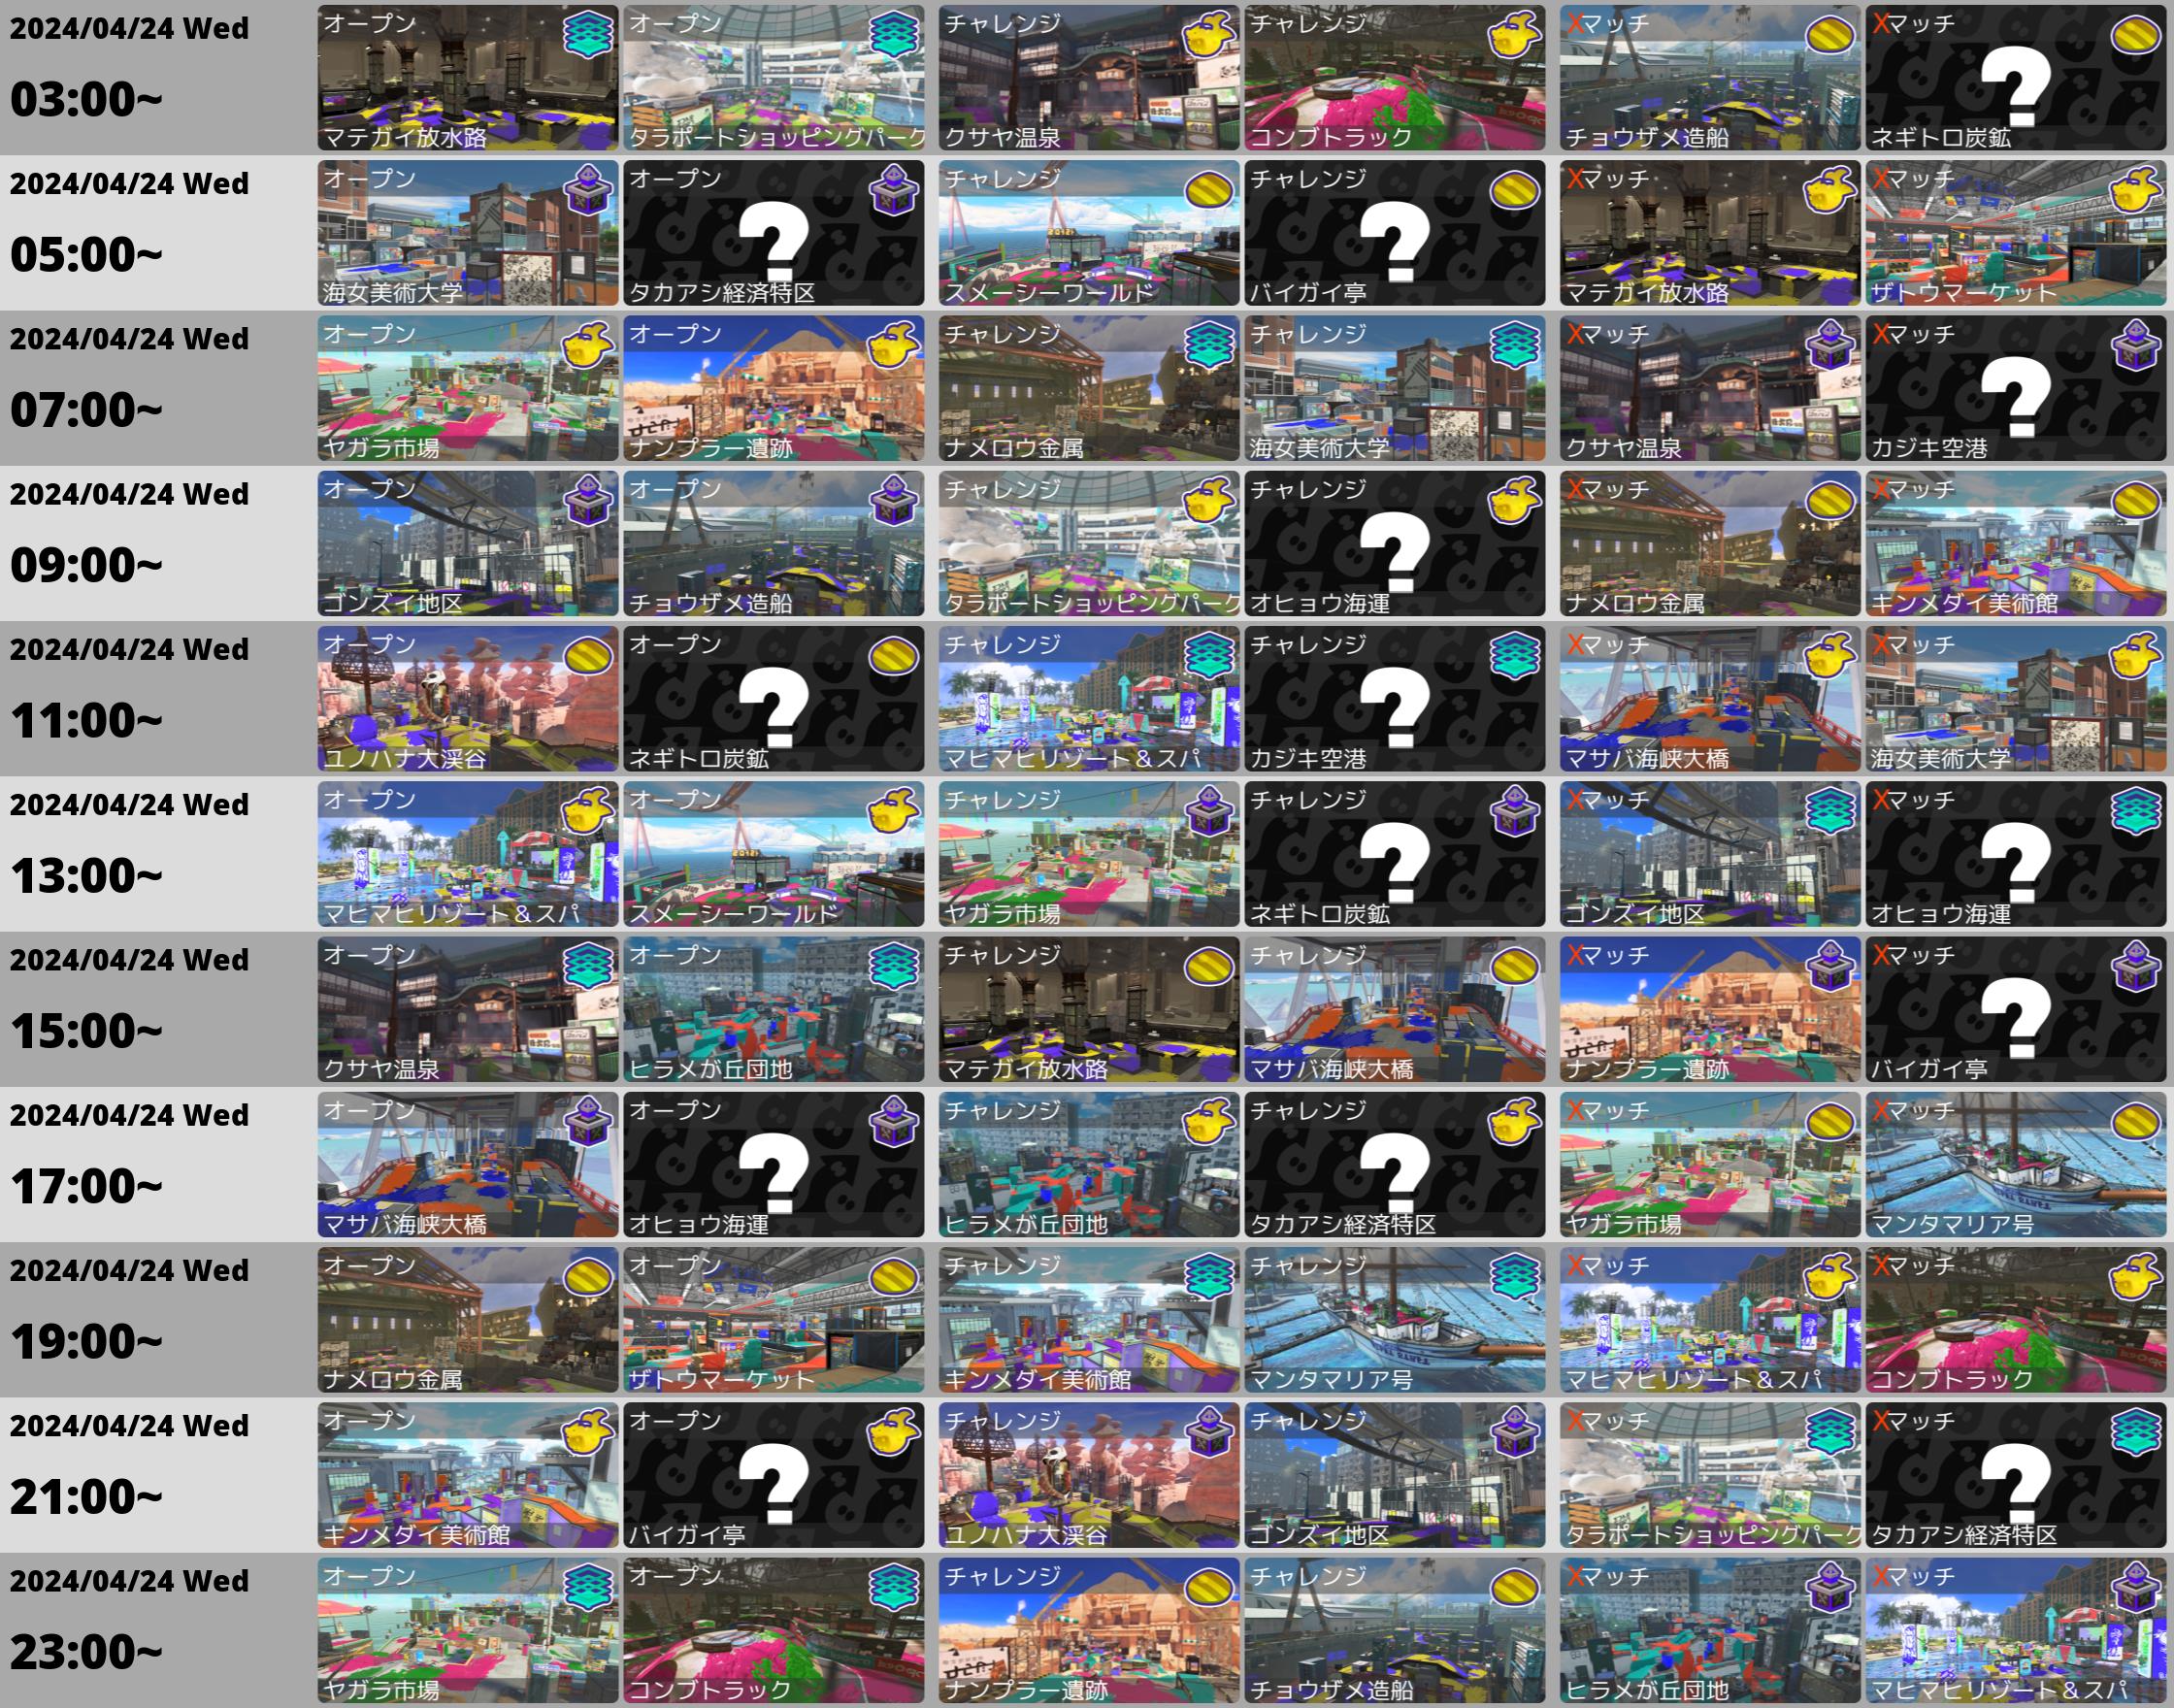 2024/04/24 Wed
03:00~
オープン
マテガイ放水路
オープン
タラポートショッピングパーク
チャレンジ
クサヤ温泉
チャレンジ
コンブトラック
Xマッチ
チョウザメ造船
Xマッチ
?
ネギトロ炭鉱
2024/04/24 Wed
05:00~
オープン
海女美術大学
オープン
?
タカアシ経済特区
チャレンジ
スメーシーワールド
チャレンジ
?
バイガイ亭
Xマッチ
マテガイ放水路
Xマッチ
ザトウマーケット
2024/04/24 Wed
07:00~
オープン
ヤガラ市場
オープン
ナンプラー遺跡
チャレンジ
ナメロウ金属
チャレンジ
海女美術大学
Xマッチ
クサヤ温泉
Xマッチ
?
カジキ空港
2024/04/24 Wed
09:00~
オープン
ゴンズイ地区
オープン
チョウザメ造船
チャレンジ
タラポートショッピングパーク
チャレンジ
?
オヒョウ海運
Xマッチ
ナメロウ金属
Xマッチ
キンメダイ美術館
2024/04/24 Wed
11:00~
オープン
ユノハナ大渓谷
オープン
?
ネギトロ炭鉱
チャレンジ
マヒマヒリゾート&スパ
チャレンジ
?
カジキ空港
Xマッチ
マサバ海峡大橋
Xマッチ
海女美術大学
2024/04/24 Wed
13:00~
オープン
マヒマヒリゾート&スパ
オープン
スメーシーワールド
チャレンジ
ヤガラ市場
チャレンジ
?
ネギトロ炭鉱
Xマッチ
ゴンズイ地区
Xマッチ
?
オヒョウ海運
2024/04/24 Wed
15:00~
オープン
クサヤ温泉
オープン
ヒラメが丘団地
チャレンジ
マテガイ放水路
チャレンジ
マサバ海峡大橋
Xマッチ
ナンプラー遺跡
Xマッチ
?
バイガイ亭
2024/04/24 Wed
17:00~
オープン
マサバ海峡大橋
オープン
?
オヒョウ海運
チャレンジ
ヒラメが丘団地
チャレンジ
?
タカアシ経済特区
Xマッチ
ヤガラ市場
Xマッチ
マンタマリア号
2024/04/24 Wed
19:00~
オープン
ナメロウ金属
オープン
ザトウマーケット
チャレンジ
キンメダイ美術館
チャレンジ
マンタマリア号
Xマッチ
マヒマヒリゾート&スパ
Xマッチ
コンブトラック
2024/04/24 Wed
21:00~
オープン
キンメダイ美術館
オープン
?
バイガイ亭
チャレンジ
ユノハナ大渓谷
チャレンジ
ゴンズイ地区
Xマッチ
タラポートショッピングパーク
Xマッチ
?
タカアシ経済特区
2024/04/24 Wed
23:00~
オープン
ヤガラ市場
オープン
コンブトラック
チャレンジ
ナンプラー遺跡
チャレンジ
チョウザメ造船
Xマッチ
ヒラメが丘団地
Xマッチ
マヒマヒリゾート&スパ